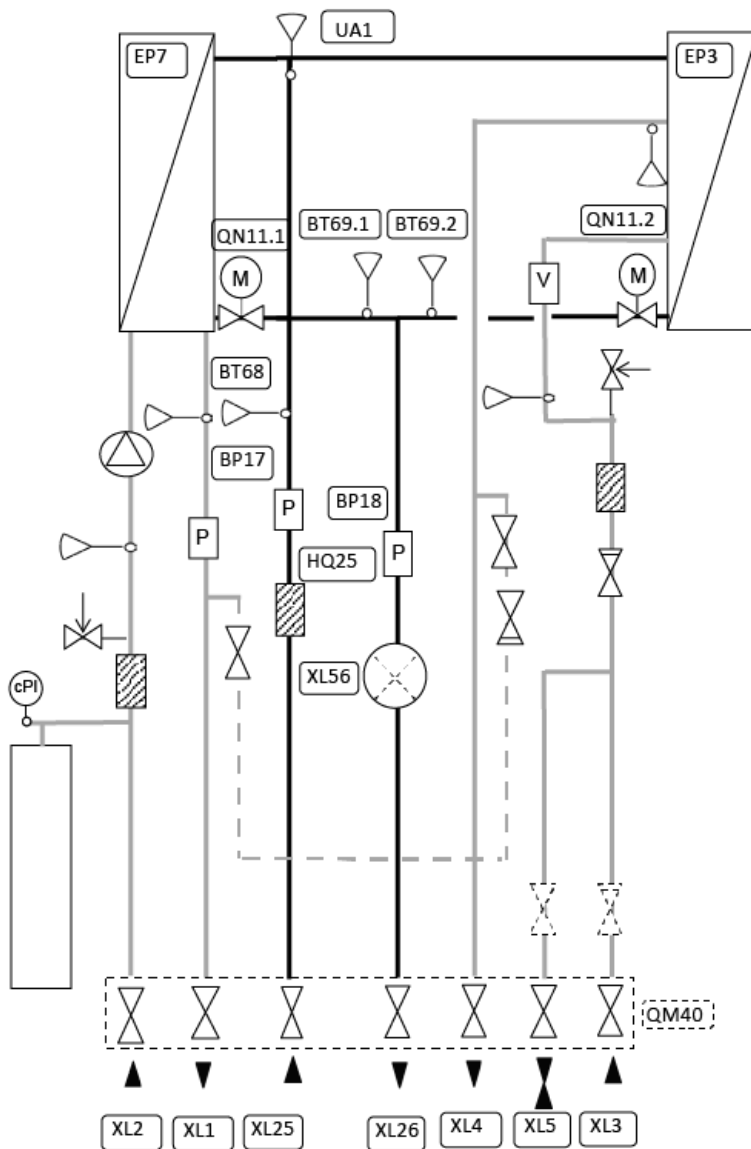 UA1
EP7
EP3
QN11.1
BT69.1
BT69.2
QN11.2
M
V
M
BT68
BP17
BP18
P
P
P
HQ25
XL56
cPI
QM40
XL2
XL1
XL25
XL26
XL4
XL5
XL3